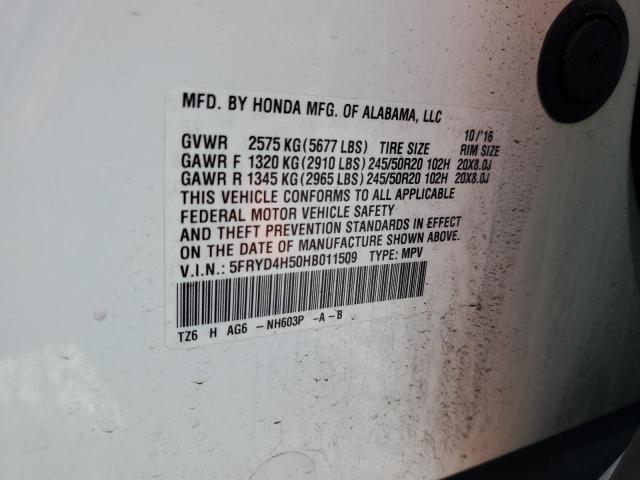 MFD. BY HONDA MFG. OF ALABAMA, LLC
10/'16
GVWR 2575 KG(5677 LBS) TIRE SIZE RIM SIZE
GAWR F 1320 KG (2910 LBS) 245/50R20 102H 20X8.0J
GAWR R 1345 KG (2965 LBS) 245/50R20 102H 20X8.0J
THIS VEHICLE CONFORMS TO ALL APPLICABLE
FEDERAL MOTOR VEHICLE SAFETY
AND THEFT PREVENTION STANDARDS IN EFFECT
ON THE DATE OF MANUFACTURE SHOWN ABOVE.
V.I.N.: 5FRYD4H50HB011509 TYPE: MPV
TZ6 H AG6 -NH603P -A-B